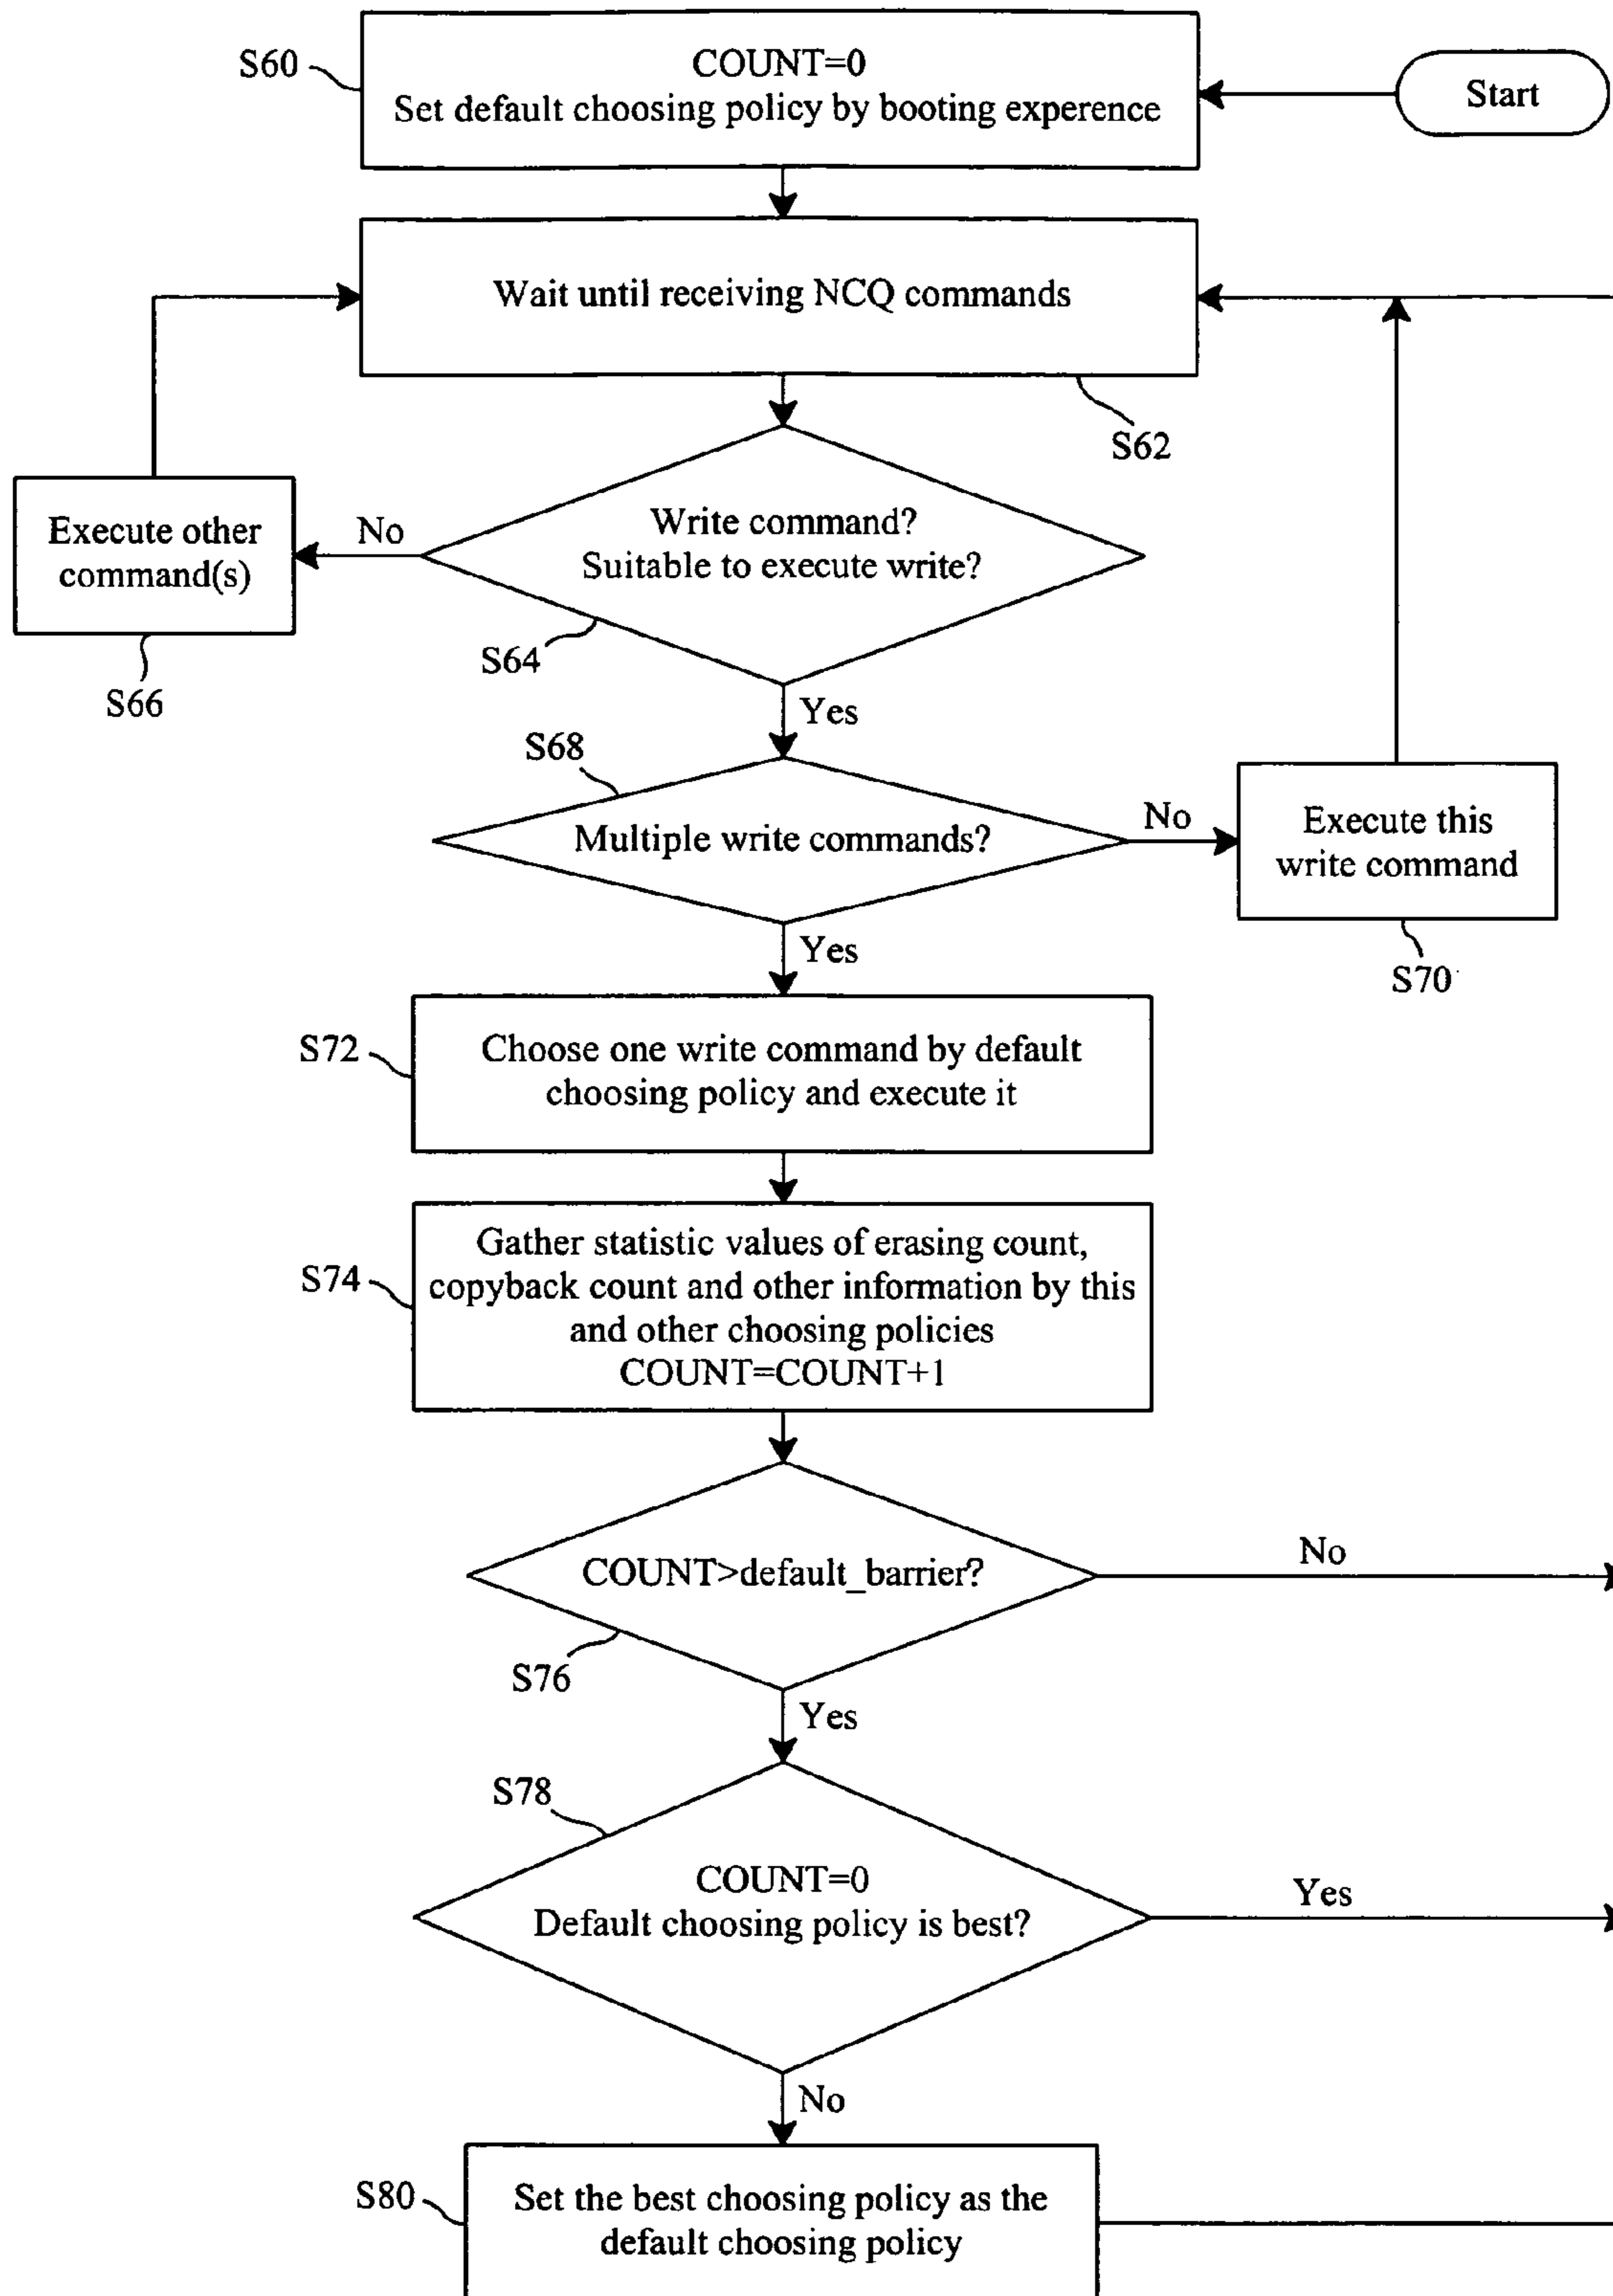 S60
COUNT=0
Set default choosing policy by booting experence
Start
Wait until receiving NCQ commands
S62
Execute other
command(s)
S66
No
Write command?
Suitable to execute write?
S64
Yes
S68
Multiple write commands?
No
Execute this
write command
S70
Yes
S72
Choose one write command by default
choosing policy and execute it
S74
Gather statistic values of erasing count,
copyback count and other information by this
and other choosing policies
COUNT=COUNT+1
COUNT>default_barrier?
No
S76
Yes
S78
COUNT=0
Default choosing policy is best?
Yes
No
S80
Set the best choosing policy as the
default choosing policy